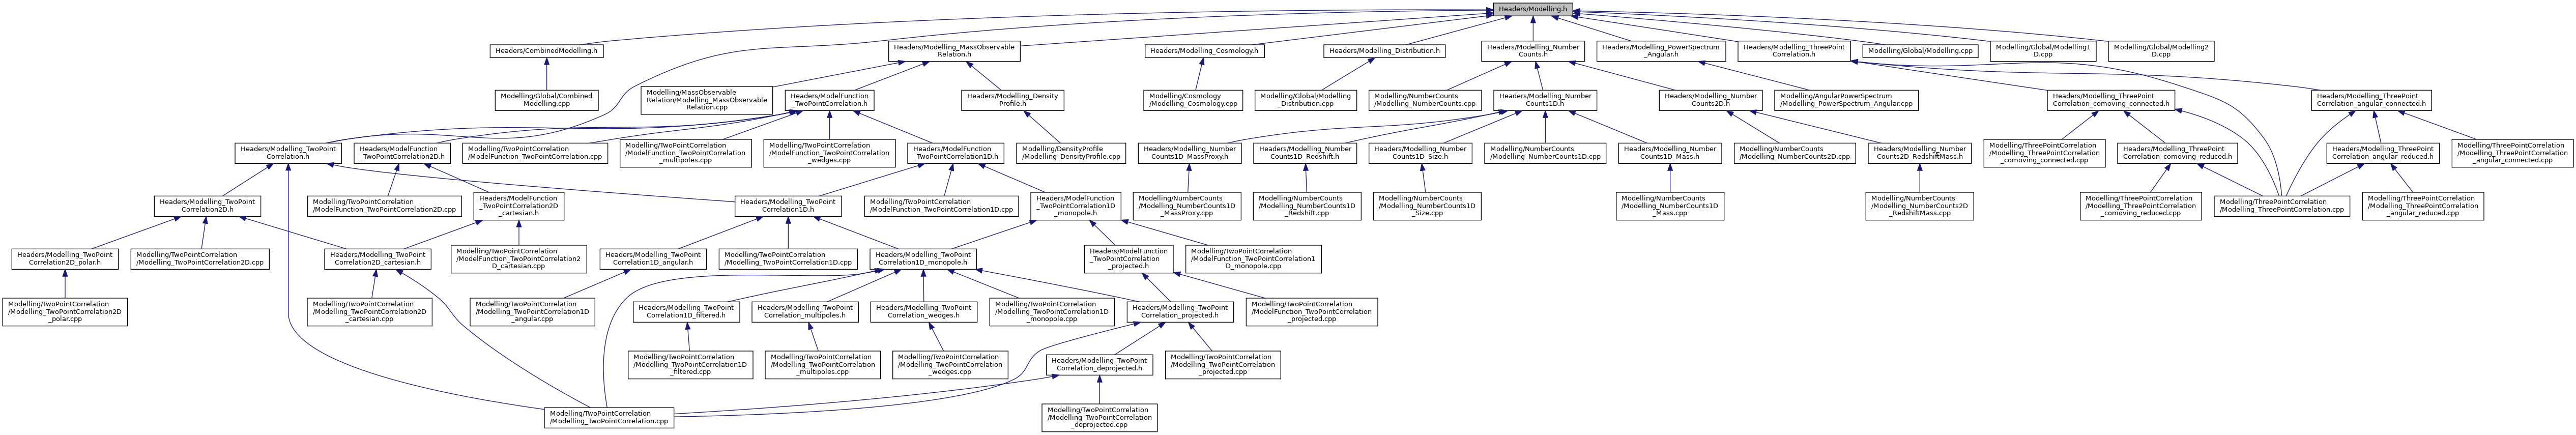 Headers/Modelling.h
Headers/CombinedModelling.h
Headers/Modelling_MassObservable
Relation.h
Headers/Modelling_Cosmology.h
Headers/Modelling_Distribution.h
Headers/Modelling_Number
Counts.h
Headers/Modelling_PowerSpectrum
_Angular.h
Headers/Modelling_ThreePoint
Correlation.h
Modelling/Global/Modelling.cpp
Modelling/Global/Modelling1
D.cpp
Modelling/Global/Modelling2
D.cpp
Modelling/Global/Combined
Modelling.cpp
Modelling/MassObservable
Relation/Modelling_MassObservable
Relation.cpp
Headers/ModelFunction
_TwoPointCorrelation.h
Headers/Modelling_Density
Profile.h
Modelling/Cosmology
/Modelling_Cosmology.cpp
Modelling/Global/Modelling
_Distribution.cpp
Modelling/NumberCounts
/Modelling_NumberCounts.cpp
Headers/Modelling_Number
Counts1D.h
Headers/Modelling_Number
Counts2D.h
Modelling/AngularPowerSpectrum
/Modelling_PowerSpectrum_Angular.cpp
Headers/Modelling_ThreePoint
Correlation_comoving_connected.h
Headers/Modelling_ThreePoint
Correlation_angular_connected.h
Headers/Modelling_TwoPoint
Correlation.h
Headers/ModelFunction
_TwoPointCorrelation2D.h
Modelling/TwoPointCorrelation
/ModelFunction_TwoPointCorrelation.cpp
Modelling/TwoPointCorrelation
/ModelFunction_TwoPointCorrelation
_multipoles.cpp
Modelling/TwoPointCorrelation
/ModelFunction_TwoPointCorrelation
_wedges.cpp
Headers/ModelFunction
_TwoPointCorrelation1D.h
Modelling/DensityProfile
/Modelling_DensityProfile.cpp
Headers/Modelling_Number
Counts1D_MassProxy.h
Headers/Modelling_Number
Counts1D_Redshift.h
Headers/Modelling_Number
Counts1D_Size.h
Modelling/NumberCounts
/Modelling_NumberCounts1D.cpp
Headers/Modelling_Number
Counts1D_Mass.h
Modelling/NumberCounts
/Modelling_NumberCounts2D.cpp
Headers/Modelling_Number
Counts2D_RedshiftMass.h
Modelling/ThreePointCorrelation
/Modelling_ThreePointCorrelation
_comoving_connected.cpp
Headers/Modelling_ThreePoint
Correlation_comoving_reduced.h
Headers/Modelling_ThreePoint
Correlation_angular_reduced.h
Modelling/ThreePointCorrelation
/Modelling_ThreePointCorrelation
_angular_connected.cpp
Headers/Modelling_TwoPoint
Correlation2D.h
Modelling/TwoPointCorrelation
/ModelFunction_TwoPointCorrelation2D.cpp
Headers/ModelFunction
_TwoPointCorrelation2D
_cartesian.h
Headers/Modelling_TwoPoint
Correlation1D.h
Modelling/TwoPointCorrelation
/ModelFunction_TwoPointCorrelation1D.cpp
Headers/ModelFunction
_TwoPointCorrelation1D
_monopole.h
Modelling/NumberCounts
/Modelling_NumberCounts1D
_MassProxy.cpp
Modelling/NumberCounts
/Modelling_NumberCounts1D
_Redshift.cpp
Modelling/NumberCounts
/Modelling_NumberCounts1D
_Size.cpp
Modelling/NumberCounts
/Modelling_NumberCounts1D
_Mass.cpp
Modelling/NumberCounts
/Modelling_NumberCounts2D
_RedshiftMass.cpp
Modelling/ThreePointCorrelation
/Modelling_ThreePointCorrelation
_comoving_reduced.cpp
Modelling/ThreePointCorrelation
/Modelling_ThreePointCorrelation.cpp
Modelling/ThreePointCorrelation
/Modelling_ThreePointCorrelation
_angular_reduced.cpp
Headers/Modelling_TwoPoint
Correlation2D_polar.h
Modelling/TwoPointCorrelation
/Modelling_TwoPointCorrelation2D.cpp
Headers/Modelling_TwoPoint
Correlation2D_cartesian.h
Modelling/TwoPointCorrelation
/ModelFunction_TwoPointCorrelation2
D_cartesian.cpp
Headers/Modelling_TwoPoint
Correlation1D_angular.h
Modelling/TwoPointCorrelation
/Modelling_TwoPointCorrelation1D.cpp
Headers/Modelling_TwoPoint
Correlation1D_monopole.h
Headers/ModelFunction
_TwoPointCorrelation
_projected.h
Modelling/TwoPointCorrelation
/ModelFunction_TwoPointCorrelation1
D_monopole.cpp
Modelling/TwoPointCorrelation
/Modelling_TwoPointCorrelation2D
_polar.cpp
Modelling/TwoPointCorrelation
/Modelling_TwoPointCorrelation2D
_cartesian.cpp
Modelling/TwoPointCorrelation
/Modelling_TwoPointCorrelation1D
_angular.cpp
Headers/Modelling_TwoPoint
Correlation1D_filtered.h
Headers/Modelling_TwoPoint
Correlation_multipoles.h
Headers/Modelling_TwoPoint
Correlation_wedges.h
Modelling/TwoPointCorrelation
/Modelling_TwoPointCorrelation1D
_monopole.cpp
Headers/Modelling_TwoPoint
Correlation_projected.h
Modelling/TwoPointCorrelation
/ModelFunction_TwoPointCorrelation
_projected.cpp
Modelling/TwoPointCorrelation
/Modelling_TwoPointCorrelation1D
_filtered.cpp
Modelling/TwoPointCorrelation
/Modelling_TwoPointCorrelation
_multipoles.cpp
Modelling/TwoPointCorrelation
/Modelling_TwoPointCorrelation
_wedges.cpp
Headers/Modelling_TwoPoint
Correlation_deprojected.h
Modelling/TwoPointCorrelation
/Modelling_TwoPointCorrelation
_projected.cpp
Modelling/TwoPointCorrelation
/Modelling_TwoPointCorrelation.cpp
Modelling/TwoPointCorrelation
/Modelling_TwoPointCorrelation
_deprojected.cpp